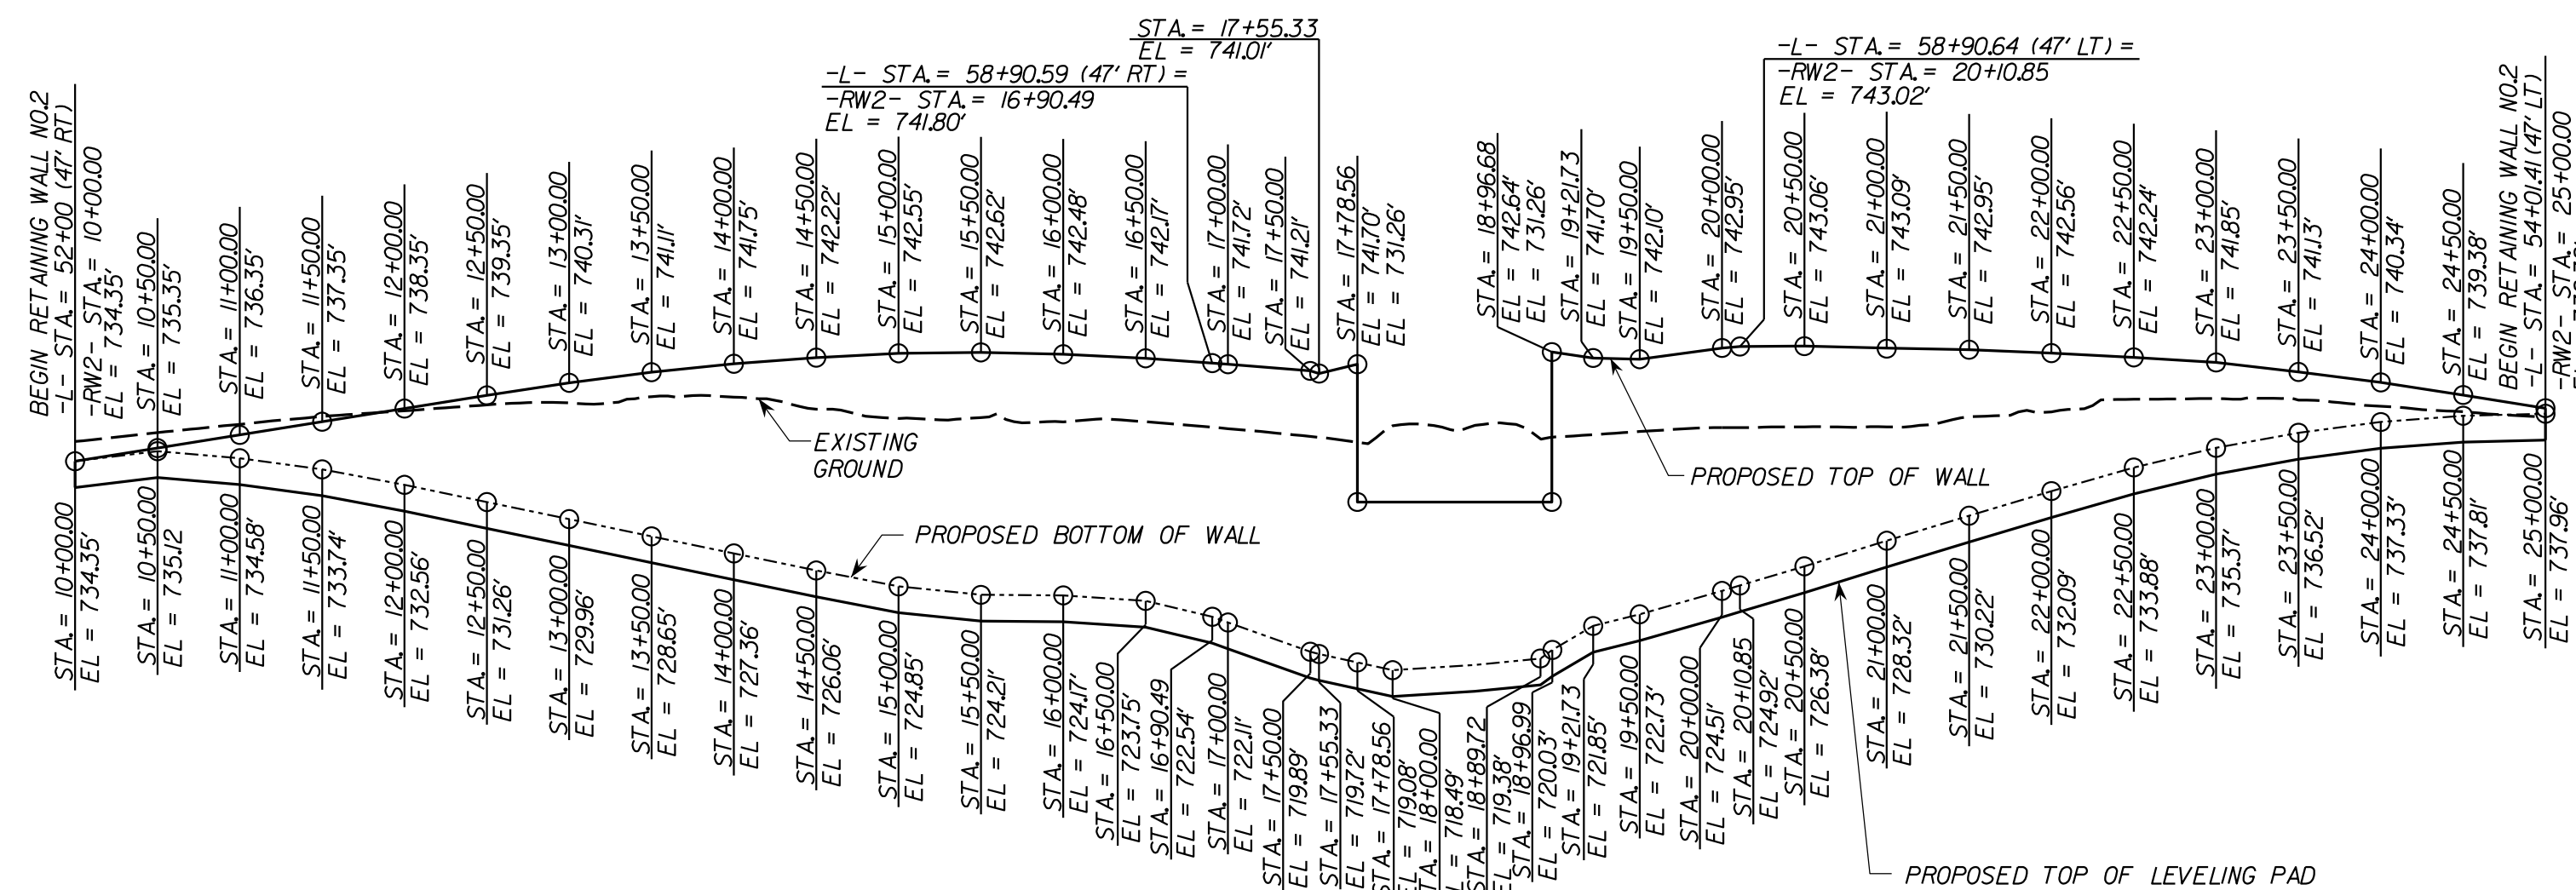 STA.= 17+55.33
EL = 741.01'
-L- STA.= 58+90.59 (47' RT) =
-RW2- STA.= 16+90.49
EL = 741.80'
-L- STA.= 58+90.64 (47' LT) =
-RW2- STA.= 20+10.85
EL = 743.02'
BEGIN RETAINING WALL NO.2
-L- STA.= 52+00 (47' RT)
-RW2- STA.= 10+00.00
EL = 734.35'
STA.= 10+50.00
EL = 735.35'
STA.= 11+00.00
EL = 736.35'
STA.= 11+50.00
EL = 737.35'
STA.= 12+00.00
EL = 738.35'
STA.= 12+50.00
EL = 739.35'
STA.= 13+00.00
EL = 740.31'
STA.= 13+50.00
EL = 741.11'
STA.= 14+00.00
EL = 741.75'
STA.= 14+50.00
EL = 742.22'
STA.= 15+00.00
EL = 742.55'
STA.= 15+50.00
EL = 742.62'
STA.= 16+00.00
EL = 742.48'
STA.= 16+50.00
EL = 742.17'
STA.= 17+00.00
EL = 741.72'
STA.= 17+50.00
EL = 741.21'
STA.= 17+78.56
EL = 741.70'
EL = 731.26'
STA.= 18+96.68
EL = 742.64'
EL = 731.26'
STA.= 19+21.73
EL = 741.70'
STA.= 19+50.00
EL = 742.10'
STA.= 20+00.00
EL = 742.95'
STA.= 20+50.00
EL = 743.06'
STA.= 21+00.00
EL = 743.09'
STA.= 21+50.00
EL = 742.95'
STA.= 22+00.00
EL = 742.56'
STA.= 22+50.00
EL = 742.24'
STA.= 23+00.00
EL = 741.85'
STA.= 23+50.00
EL = 741.13'
STA.= 24+00.00
EL = 740.34'
STA.= 24+50.00
EL = 739.38'
BEGIN RETAINING WALL NO.2
-L- STA.= 54+01.41 (47' LT)
-RW2- STA.= 25+00.00
EXISTING
GROUND
PROPOSED TOP OF WALL
PROPOSED BOTTOM OF WALL
STA.= 10+00.00
EL = 734.35'
STA.= 10+50.00
EL = 735.12
STA.= 11+00.00
EL = 734.58'
STA.= 11+50.00
EL = 733.74'
STA.= 12+00.00
EL = 732.56'
STA.= 12+50.00
EL = 731.26'
STA.= 13+00.00
EL = 729.96'
STA.= 13+50.00
EL = 728.65'
STA.= 14+00.00
EL = 727.36'
STA.= 14+50.00
EL = 726.06'
STA.= 15+00.00
EL = 724.85'
STA.= 15+50.00
EL = 724.21'
STA.= 16+00.00
EL = 724.17'
STA.= 16+50.00
EL = 723.75'
STA.= 16+90.49
EL = 722.54'
STA.= 17+00.00
EL = 722.11'
STA.= 17+50.00
EL = 719.89'
STA.= 17+55.33
EL = 719.72'
STA.= 17+78.56
EL = 719.08'
STA.= 18+00.00
EL = 718.49'
STA.= 18+89.72
EL = 719.38'
STA.= 18+96.99
EL = 720.03'
STA.= 19+21.73
EL = 721.85'
STA.= 19+50.00
EL = 722.73'
STA.= 20+00.00
EL = 724.51'
STA.= 20+10.85
EL = 724.92'
STA.= 20+50.00
EL = 726.38'
STA.= 21+00.00
EL = 728.32'
STA.= 21+50.00
EL = 730.22'
STA.= 22+00.00
EL = 732.09'
STA.= 22+50.00
EL = 733.88'
STA.= 23+00.00
EL = 735.37'
STA.= 23+50.00
EL = 736.52'
STA.= 24+00.00
EL = 737.33'
STA.= 24+50.00
EL = 737.81'
STA.= 25+00.00
EL = 737.96'
PROPOSED TOP OF LEVELING PAD